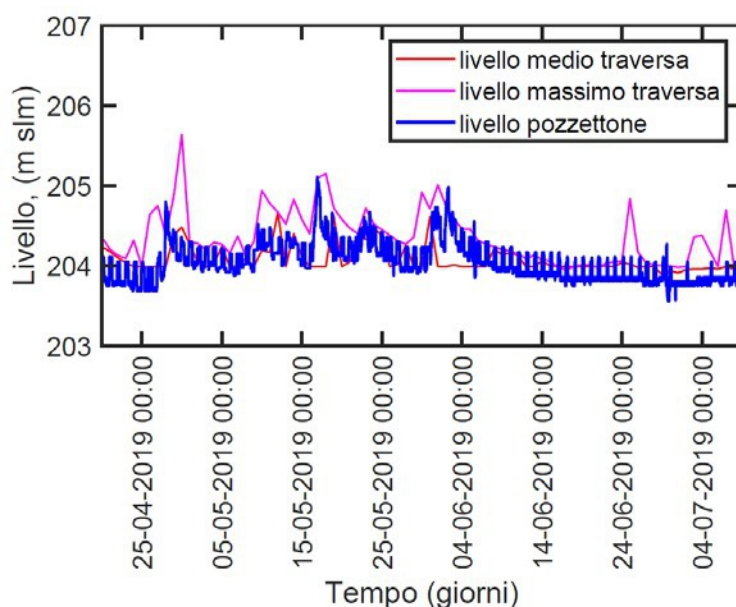 207
206
205
204
203
Livello, (m slm)
livello medio traversa
livello massimo traversa
livello pozzettone
25-04-2019 00:00
05-05-2019 00:00
15-05-2019 00:00
25-05-2019 00:00
04-06-2019 00:00
14-06-2019 00:00
24-06-2019 00:00
04-07-2019 00:00
Tempo (giorni)